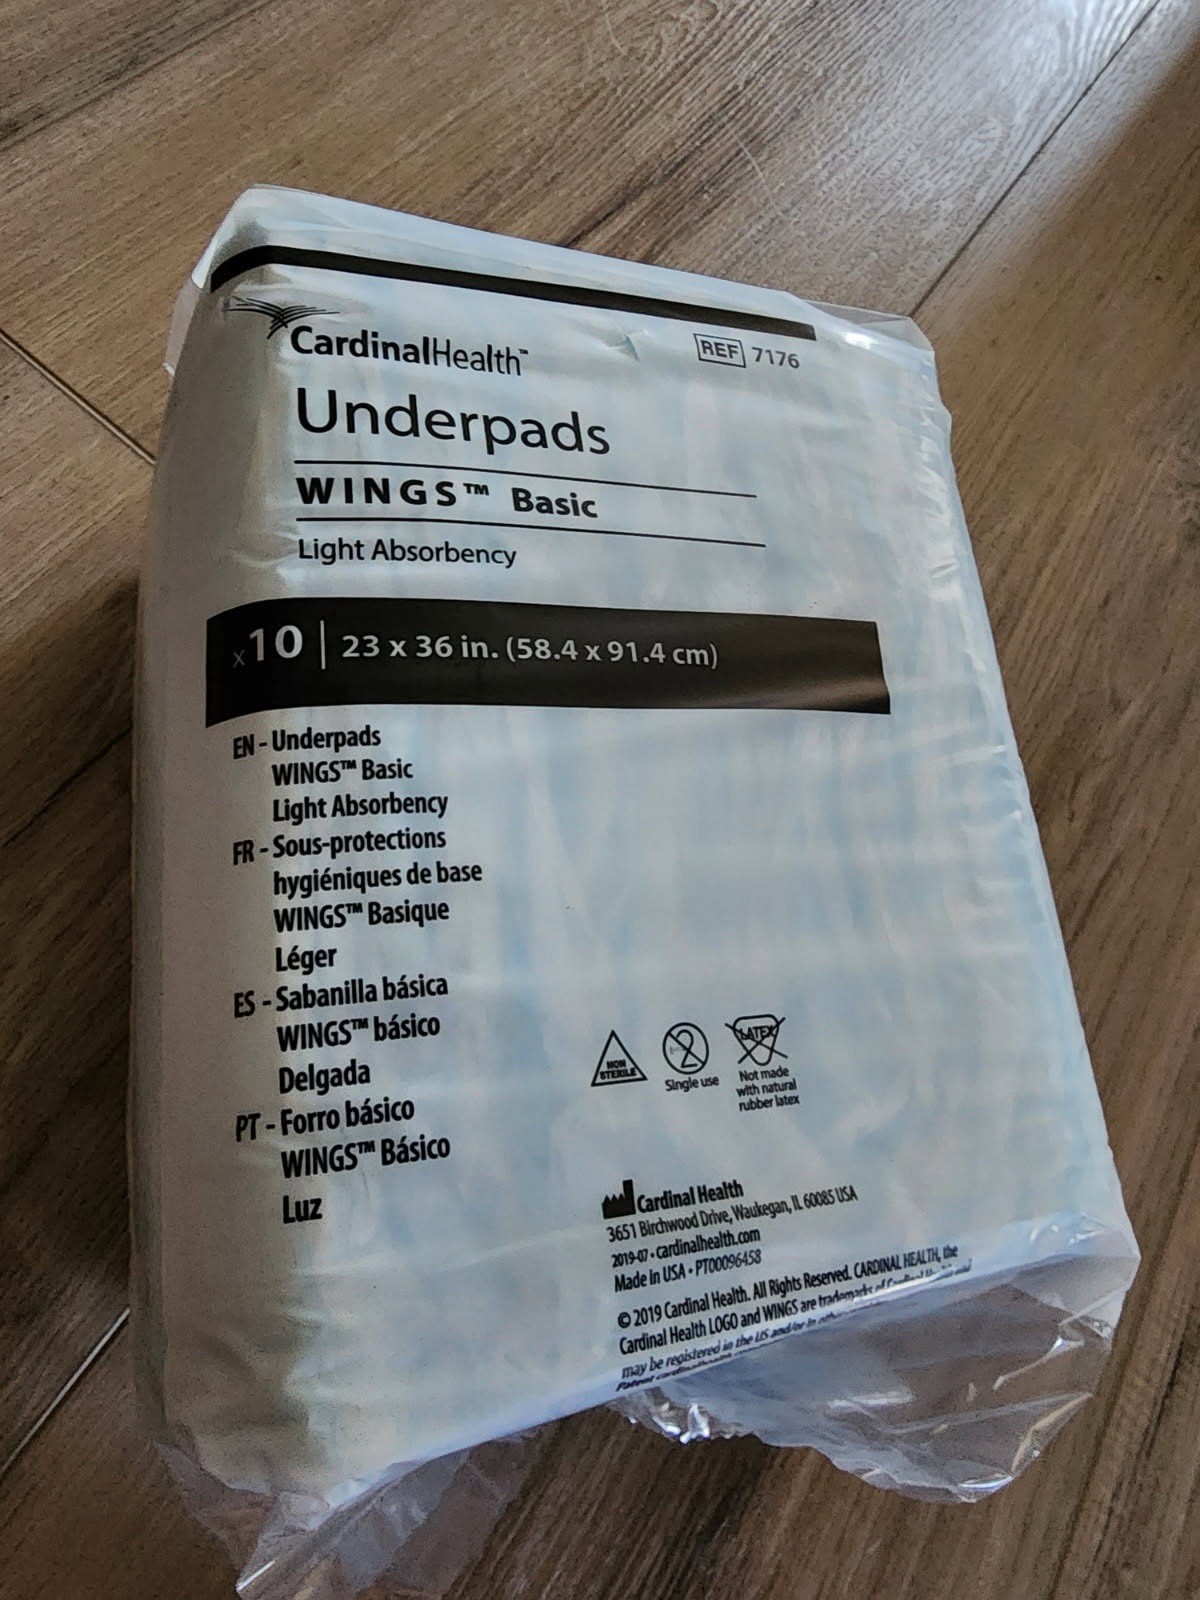 CardinalHealth™
REF 7176
Underpads
WINGS™ Basic
Light Absorbency
x10 | 23 x 36 in. (58.4 x 91.4 cm)
EN - Underpads
WINGS™ Basic
Light Absorbency
FR - Sous-protections
hygiéniques de base
WINGS™ Basique
Léger
ES - Sabanilla básica
WINGS™ básico
Delgada
PT - Forro básico
WINGS™ Básico
Luz
NON
STERILE
2
Single use
LATEX
Not made
with natural
rubber latex
Cardinal Health
3651 Birchwood Drive, Waukegan, IL 60085 USA
2019-07 • cardinalhealth.com
Made in USA • PT00096458
© 2019 Cardinal Health. All Rights Reserved. CARDINAL HEALTH, the
Cardinal Health LOGO and WINGS are trademarks of Cardinal Health and
may be registered in the US and/or in
Patent